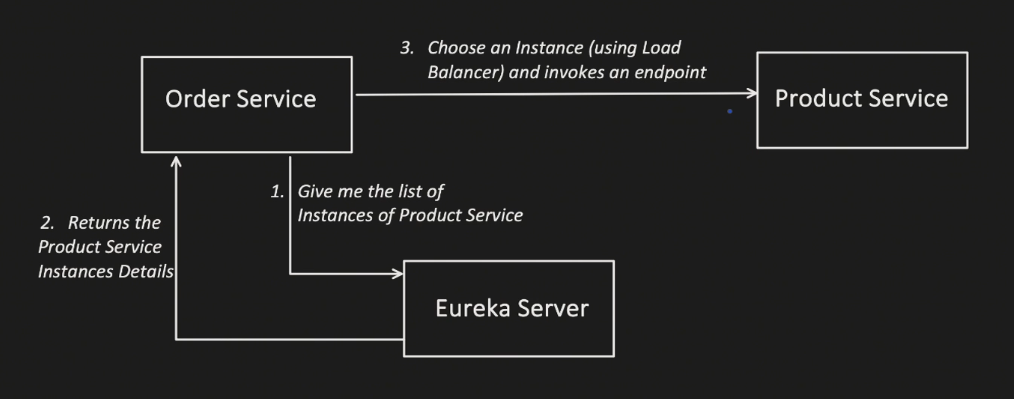 3. Choose an Instance (using Load
Balancer) and invokes an endpoint
Order Service
Product Service
1. Give me the list of
Instances of Product Service
2. Returns the
Product Service
Instances Details
Eureka Server